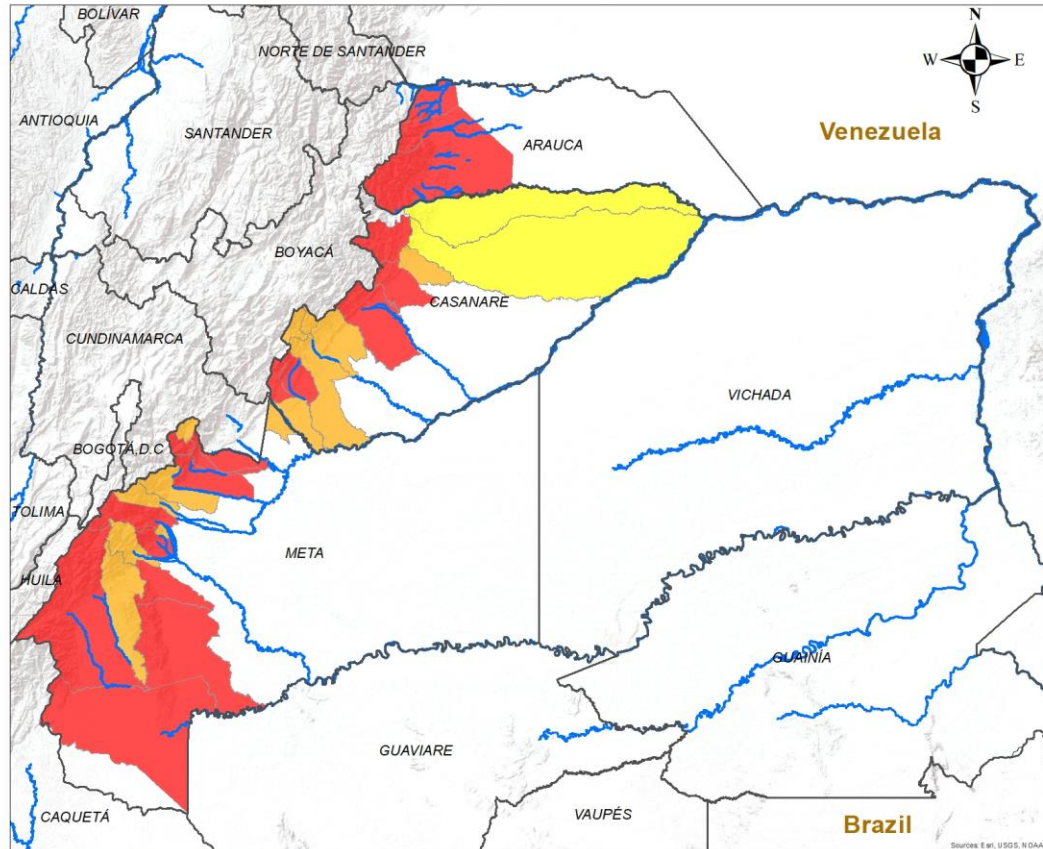 BOLÍVAR
NORTE DE SANTANDER
N
W
E
S
ANTIOQUIA
SANTANDER
ARAUCA
Venezuela
BOYACÁ
CALDAS
CASANARE
CUNDINAMARCA
VICHADA
BOGOTÁ,D.C
TOLIMA
META
HUILA
GUAINÍA
GUAVIARE
CAQUETÁ
VAUPÉS
Brazil
Sources: Esri, USGS, NOAA